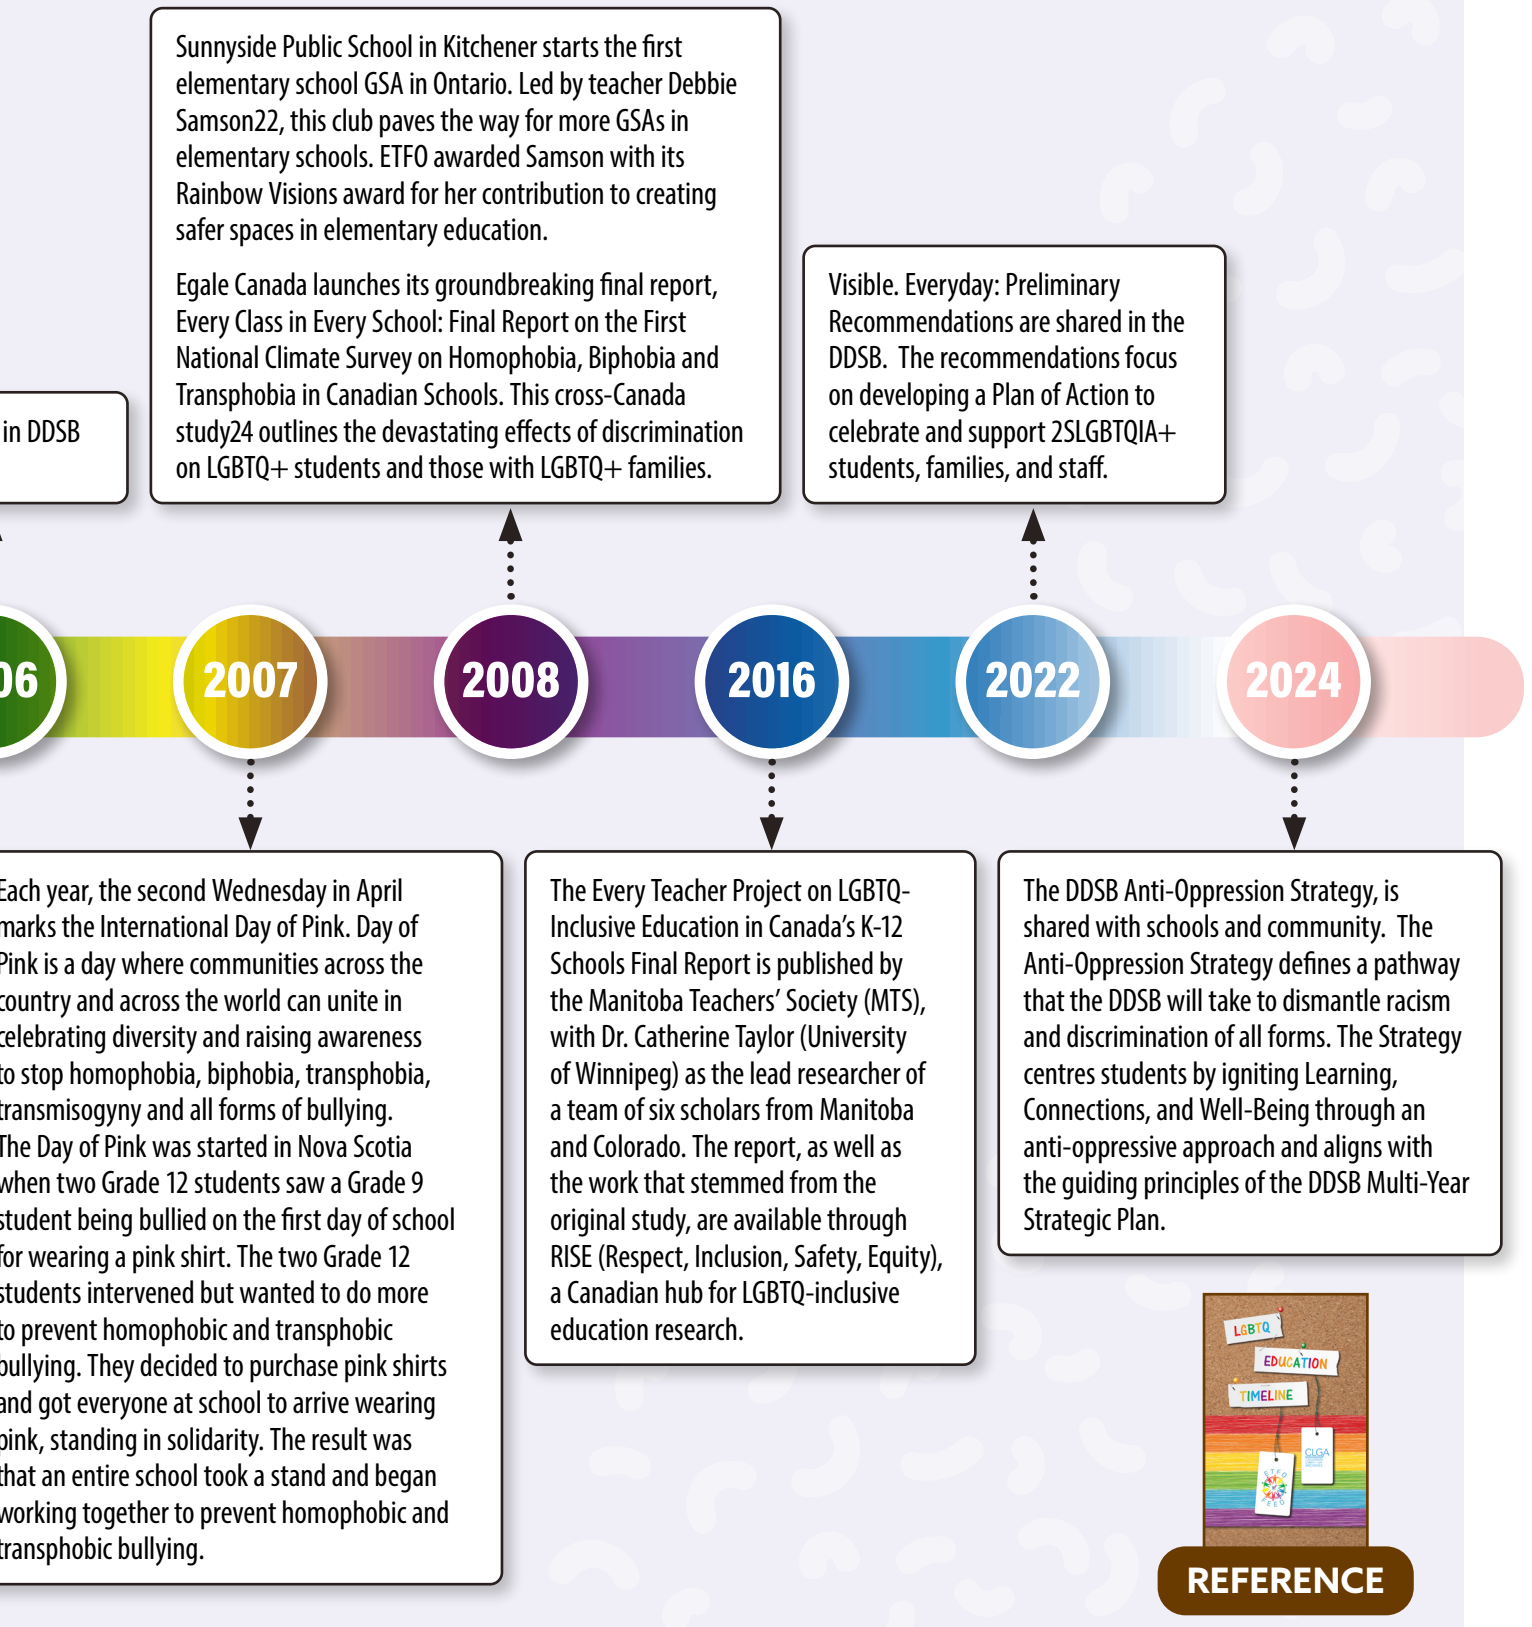 Sunnyside Public School in Kitchener starts the first
elementary school GSA in Ontario. Led by teacher Debbie
Samson22, this club paves the way for more GSAs in
elementary schools. ETFO awarded Samson with its
Rainbow Visions award for her contribution to creating
safer spaces in elementary education.
Egale Canada launches its groundbreaking final report,
Every Class in Every School: Final Report on the First
National Climate Survey on Homophobia, Biphobia and
Transphobia in Canadian Schools. This cross-Canada
study24 outlines the devastating effects of discrimination
on LGBTQ+ students and those with LGBTQ+ families.
Visible. Everyday: Preliminary
Recommendations are shared in the
DDSB.  The recommendations focus
on developing a Plan of Action to
celebrate and support 2SLGBTQIA+
students, families, and staff.
in DDSB
06
2007
2008
2016
2022
2024
Each year, the second Wednesday in April
marks the International Day of Pink. Day of
Pink is a day where communities across the
country and across the world can unite in
celebrating diversity and raising awareness
to stop homophobia, biphobia, transphobia,
transmisogyny and all forms of bullying.
The Day of Pink was started in Nova Scotia
when two Grade 12 students saw a Grade 9
student being bullied on the first day of school
for wearing a pink shirt. The two Grade 12
students intervened but wanted to do more
to prevent homophobic and transphobic
bullying. They decided to purchase pink shirts
and got everyone at school to arrive wearing
pink, standing in solidarity. The result was
that an entire school took a stand and began
working together to prevent homophobic and
transphobic bullying.
The Every Teacher Project on LGBTQ-
Inclusive Education in Canada’s K-12
Schools Final Report is published by
the Manitoba Teachers’ Society (MTS),
with Dr. Catherine Taylor (University
of Winnipeg) as the lead researcher of
a team of six scholars from Manitoba
and Colorado. The report, as well as
the work that stemmed from the
original study, are available through
RISE (Respect, Inclusion, Safety, Equity),
a Canadian hub for LGBTQ-inclusive
education research.
The DDSB Anti-Oppression Strategy, is
shared with schools and community.  The
Anti-Oppression Strategy defines a pathway
that the DDSB will take to dismantle racism
and discrimination of all forms. The Strategy
centres students by igniting Learning,
Connections, and Well-Being through an
anti-oppressive approach and aligns with
the guiding principles of the DDSB Multi-Year
Strategic Plan.
LGBTQ
EDUCATION
TIMELINE
CLGA
ETFO
FEEO
REFERENCE